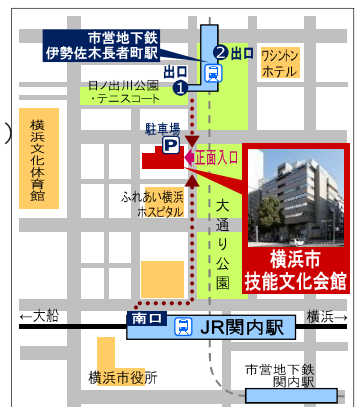 市営地下鉄
伊勢佐木長者町駅
❷出口
ワシントン
ホテル
出口
❶
日ノ出川公園
・テニスコート
横浜文化体育館
駐車場
P
正面入口
ふれあい横浜
ホスピタル
大通り公園
横浜市
技能文化会館
←大船
南口
JR関内駅
横浜→
横浜市役所
市営地下鉄
関内駅
)